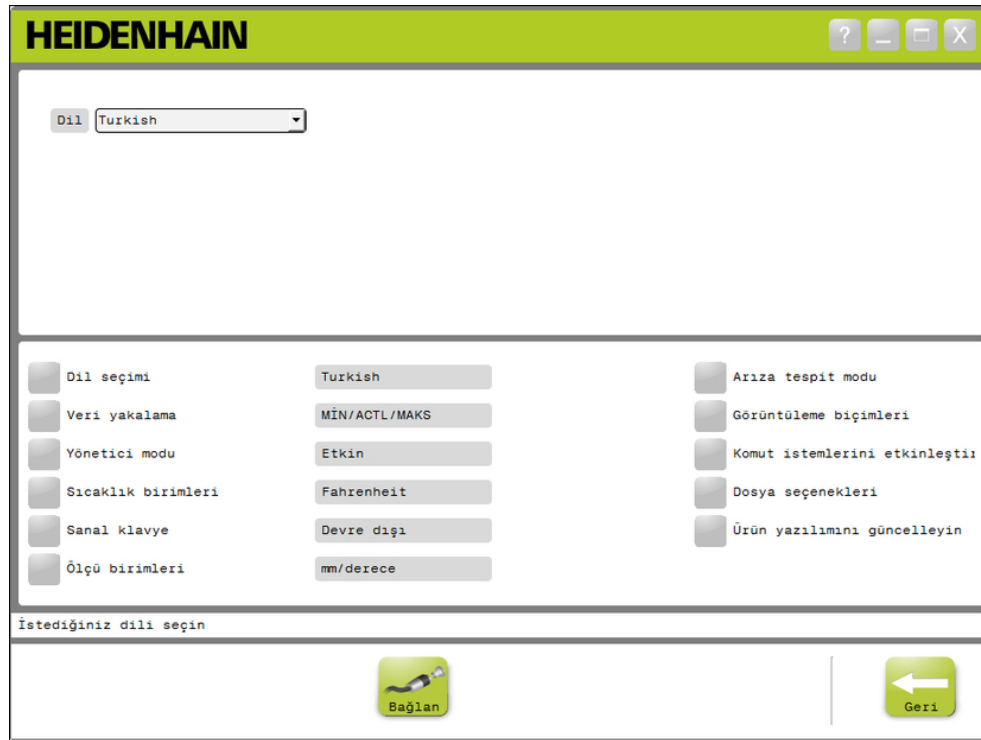 HEIDENHAIN
? X
Dil Turkish
Dil seçimi Turkish Arıza tespit modu
Veri yakalama MİN/ACTL/MAKS Görüntüleme biçimleri
Yönetici modu Etkin Komut istemlerini etkinleştiı
Sıcaklık birimleri Fahrenheit Dosya seçenekleri
Sanal klavye Devre dışı Ürün yazılımını güncelleyin
Ölçü birimleri mm/derece
İstediğiniz dili seçin
Bağlan Geri